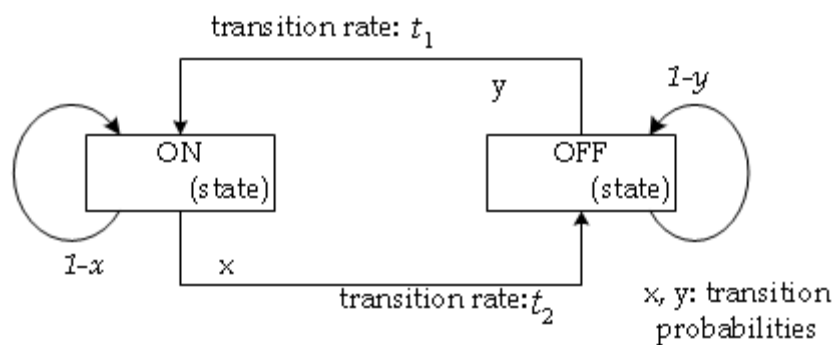 transition rate: t1
y
1-y
ON
(state)
OFF
(state)
1-x
x
transition rate:t2
x, y: transition
probabilities